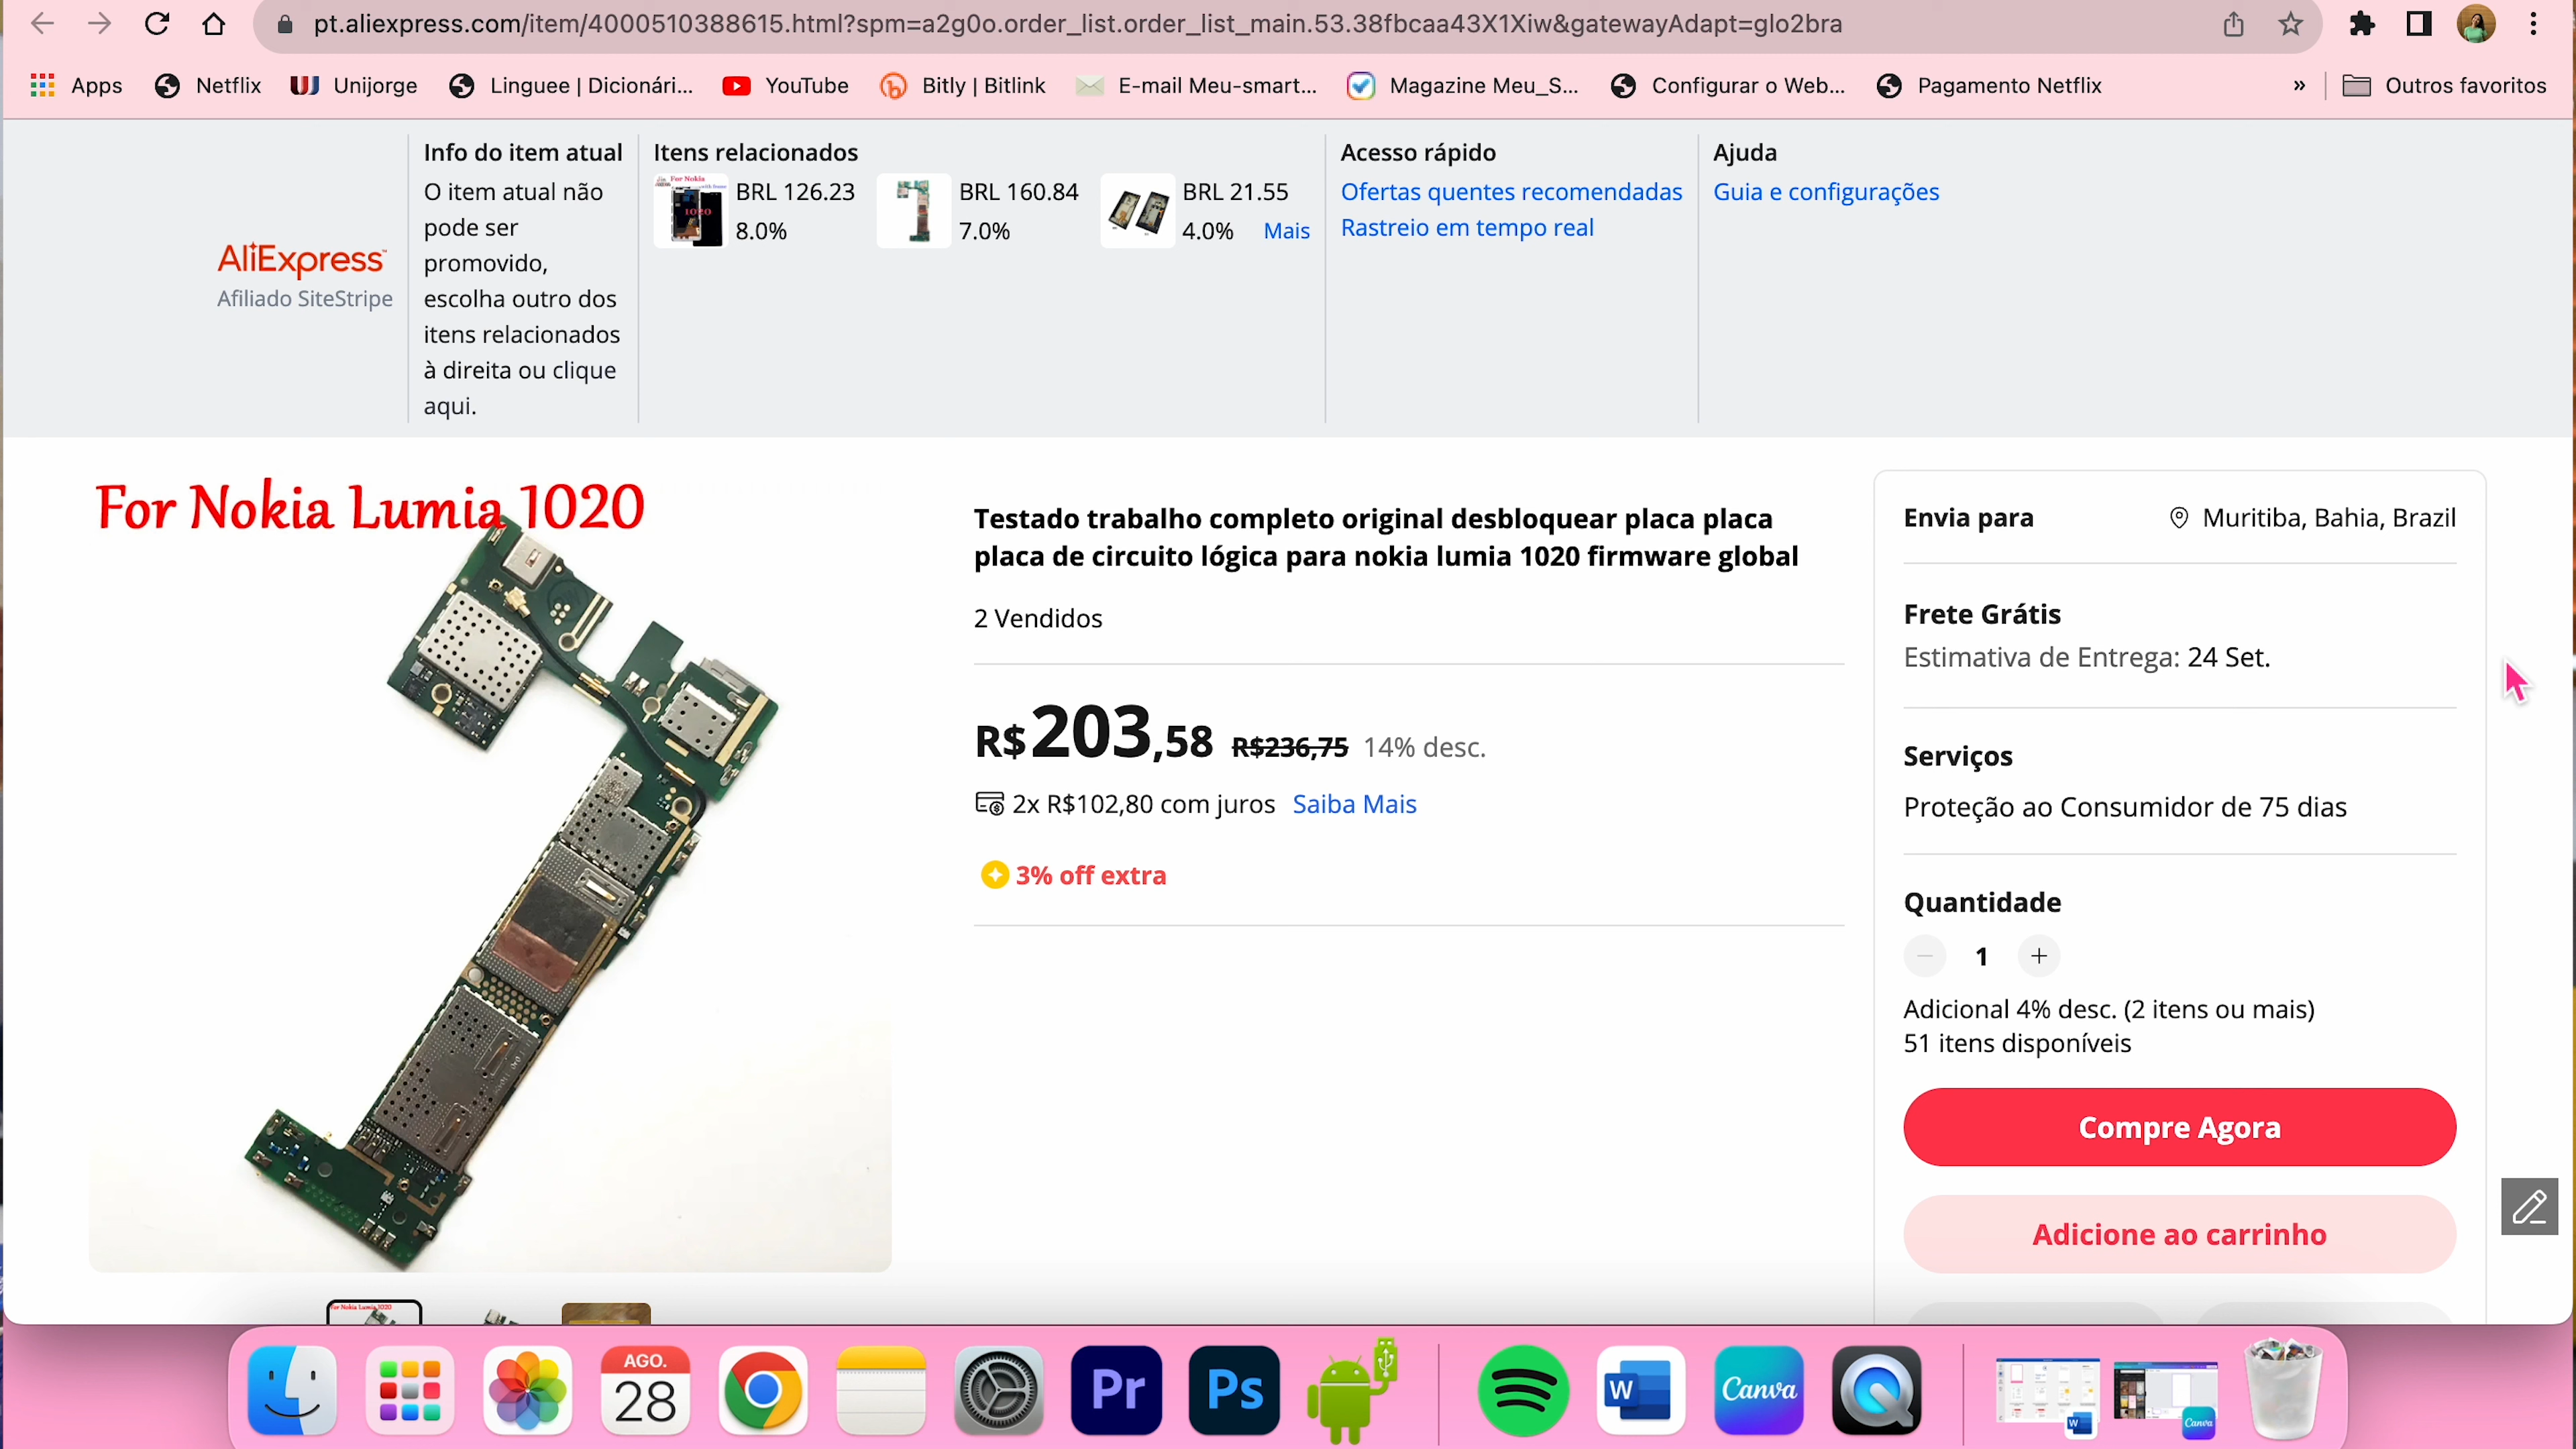 pt.aliexpress.com/item/4000510388615.html?spm=a2g0o.order_list.order_list_main.53.38fbcaa43X1Xiw&gatewayAdapt=glo2bra
Apps Netflix Unijorge Linguee | Dicionári... YouTube Bitly | Bitlink E-mail Meu-smart... Magazine Meu_S... Configurar o Web... Pagamento Netflix » Outros favoritos
AliExpress™
Afiliado SiteStripe
Info do item atual
O item atual não
pode ser
promovido,
escolha outro dos
itens relacionados
à direita ou clique
aqui.
Itens relacionados
BRL 126.23
8.0%
BRL 160.84
7.0%
BRL 21.55
4.0% Mais
Acesso rápido
Ofertas quentes recomendadas
Rastreio em tempo real
Ajuda
Guia e configurações
For Nokia Lumia 1020
Testado trabalho completo original desbloquear placa placa
placa de circuito lógica para nokia lumia 1020 firmware global
2 Vendidos
R$203,58 R$236,75 14% desc.
2x R$102,80 com juros Saiba Mais
3% off extra
Envia para Muritiba, Bahia, Brazil
Frete Grátis
Estimativa de Entrega: 24 Set.
Serviços
Proteção ao Consumidor de 75 dias
Quantidade
1
Adicional 4% desc. (2 itens ou mais)
51 itens disponíveis
Compre Agora
Adicione ao carrinho
For Nokia Lumia 1020
AGO.
28
Pr
Ps
W
Canva
W
Canva